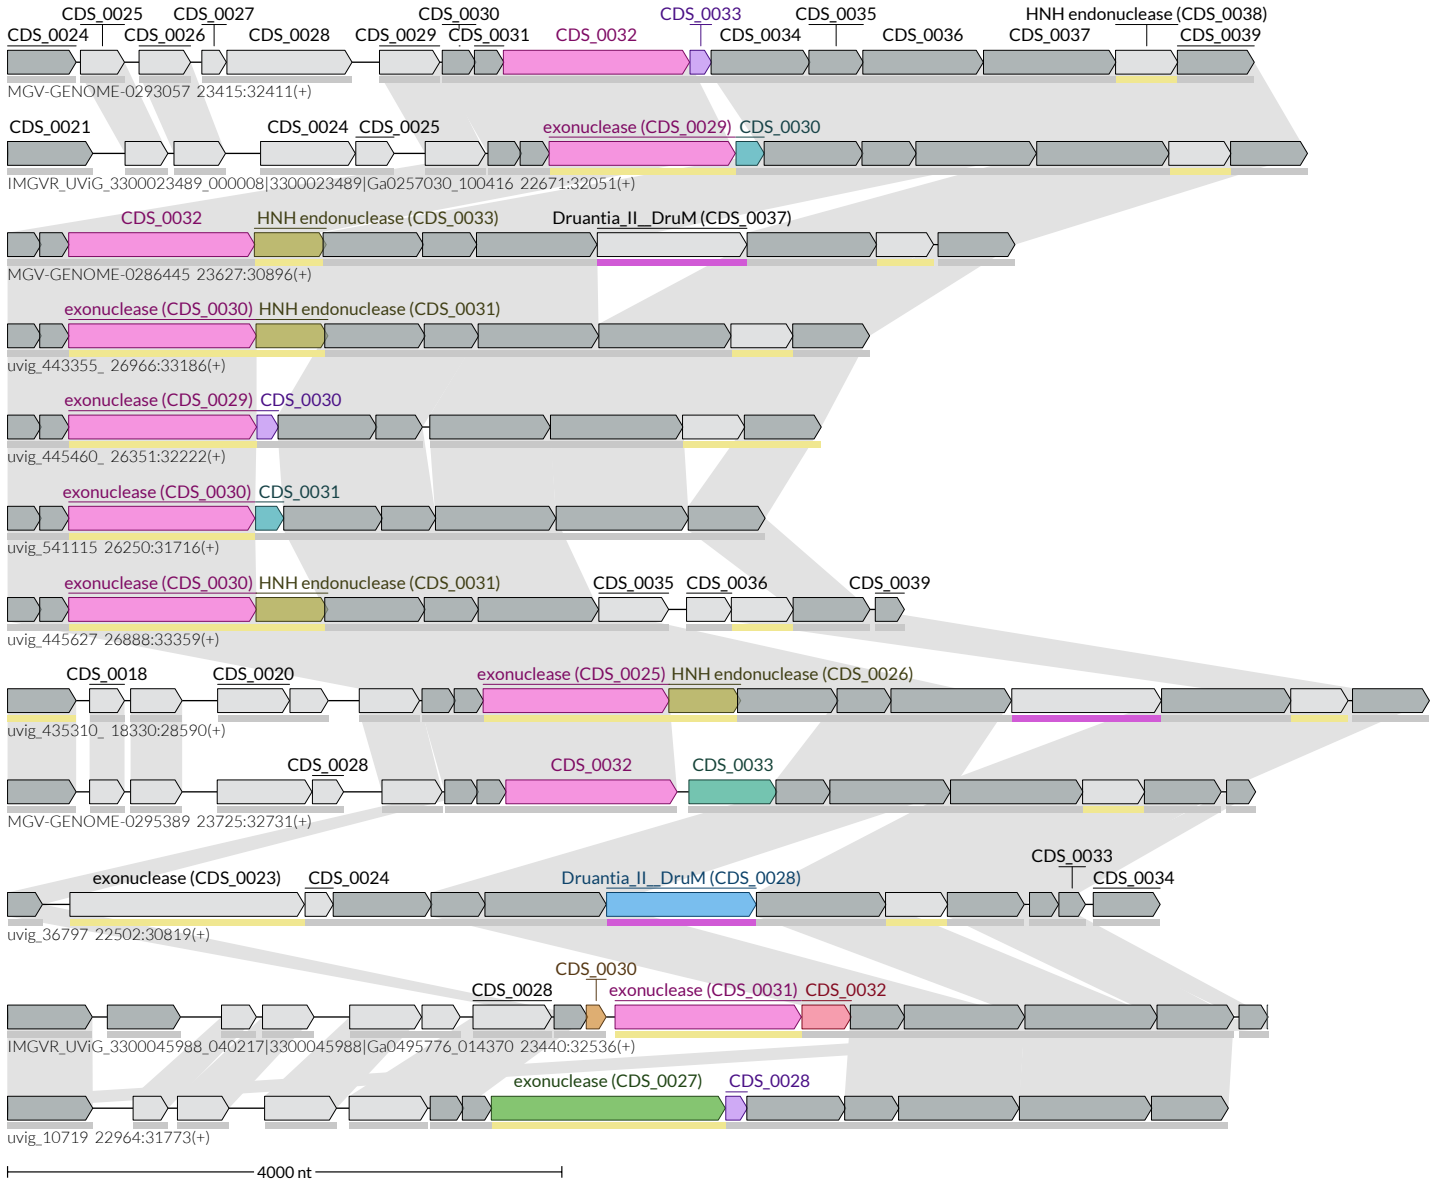 CDS_0025 CDS_0027 CDS_0030 CDS_0033 CDS_0035 HNH endonuclease (CDS_0038)
CDS_0024 CDS_0026 CDS_0028 CDS_0029 CDS_0031 CDS_0032 CDS_0034 CDS_0036 CDS_0037 CDS_0039
MGV-GENOME-0293057 23415:32411(+)
CDS_0021 CDS_0024 CDS_0025 exonuclease (CDS_0029) CDS_0030
IMGVR_UViG_3300023489_000008|3300023489|Ga0257030_100416 22671:32051(+)
CDS_0032 HNH endonuclease (CDS_0033) Druantia_II__DruM (CDS_0037)
MGV-GENOME-0286445 23627:30896(+)
exonuclease (CDS_0030) HNH endonuclease (CDS_0031)
uvig_443355_ 26966:33186(+)
exonuclease (CDS_0029) CDS_0030
uvig_445460_ 26351:32222(+)
exonuclease (CDS_0030) CDS_0031
uvig_541115 26250:31716(+)
exonuclease (CDS_0030) HNH endonuclease (CDS_0031) CDS_0035 CDS_0036 CDS_0039
uvig_445627 26888:33359(+)
CDS_0018 CDS_0020 exonuclease (CDS_0025) HNH endonuclease (CDS_0026)
uvig_435310_ 18330:28590(+)
CDS_0028 CDS_0032 CDS_0033
MGV-GENOME-0295389 23725:32731(+)
CDS_0033
exonuclease (CDS_0023) CDS_0024 Druantia_II__DruM (CDS_0028) CDS_0034
uvig_36797 22502:30819(+)
CDS_0030
CDS_0028 exonuclease (CDS_0031) CDS_0032
IMGVR_UViG_3300045988_040217|3300045988|Ga0495776_014370 23440:32536(+)
exonuclease (CDS_0027) CDS_0028
uvig_10719 22964:31773(+)
4000 nt